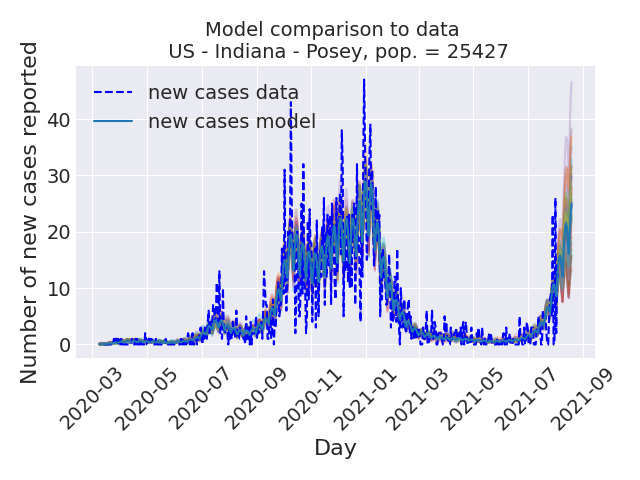 Model comparison to data
US - Indiana - Posey, pop. = 25427
Number of new cases reported
new cases data
new cases model
40
30
20
10
0
2020-03
2020-05
2020-07
2020-09
2020-11
2021-01
2021-03
2021-05
2021-07
2021-09
Day